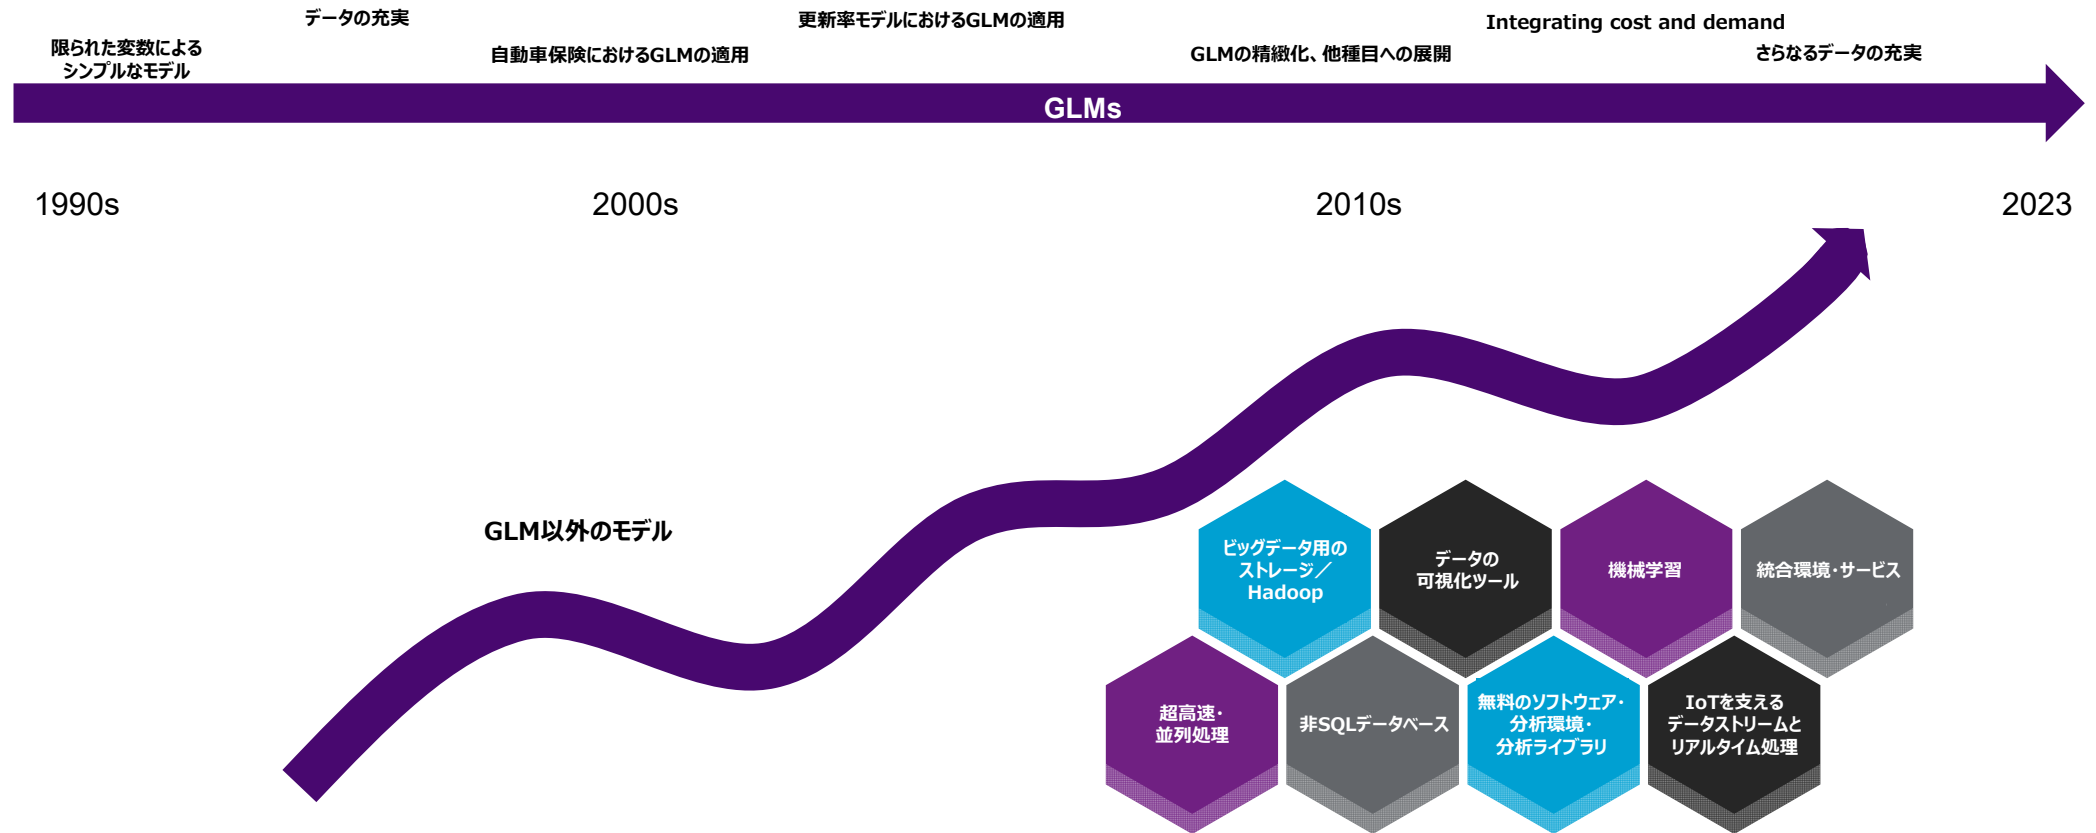 データの充実
更新率モデルにおけるGLMの適用
Integrating cost and demand
限られた変数による
シンプルなモデル
自動車保険におけるGLMの適用
GLMの精緻化、他種目への展開
さらなるデータの充実
GLMs
1990s
2000s
2010s
2023
GLM以外のモデル
ビッグデータ用の
ストレージ／
Hadoop
データの
可視化ツール
機械学習
統合環境・サービス
超高速・
並列処理
非SQLデータベース
無料のソフトウェア・
分析環境・
分析ライブラリ
IoTを支える
データストリームと
リアルタイム処理